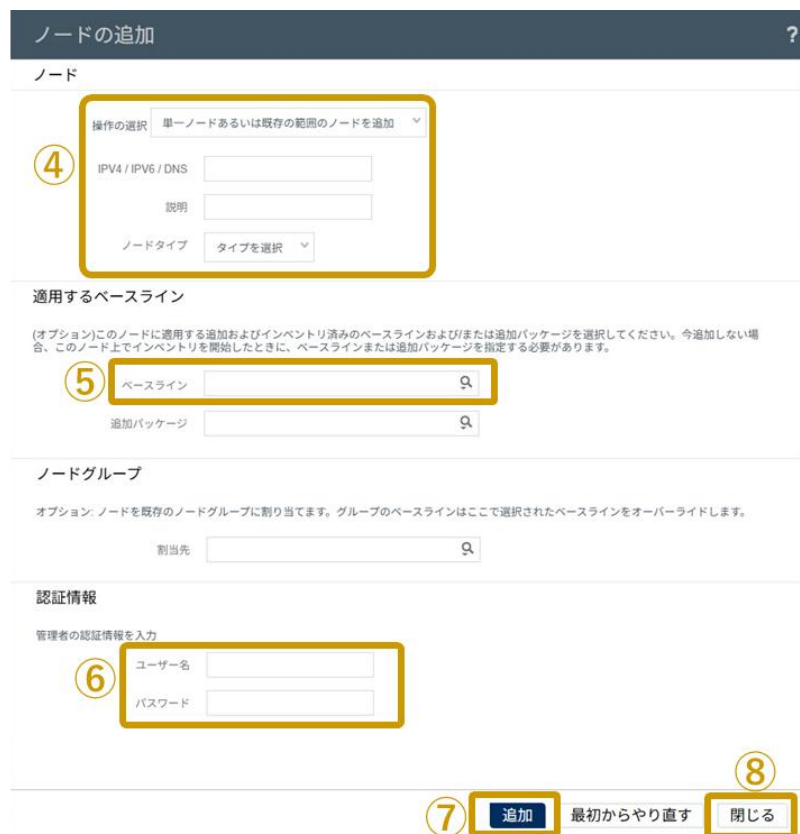 ノードの追加 ?
ノード
操作の選択 単一ノードあるいは既存の範囲のノードを追加
④
IPV4 / IPV6 / DNS
説明
ノードタイプ タイプを選択
適用するベースライン
(オプション)このノードに適用する追加およびインベントリ済みのベースラインおよび/または追加パッケージを選択してください。今追加しない場
合、このノード上でインベントリを開始したときに、ベースラインまたは追加パッケージを指定する必要があります。
⑤ ベースライン
追加パッケージ
ノードグループ
オプション: ノードを既存のノードグループに割り当てます。グループのベースラインはここで選択されたベースラインをオーバーライドします。
割当先
認証情報
管理者の認証情報を入力
ユーザー名
⑥
パスワード
⑧
⑦ 追加 最初からやり直す 閉じる